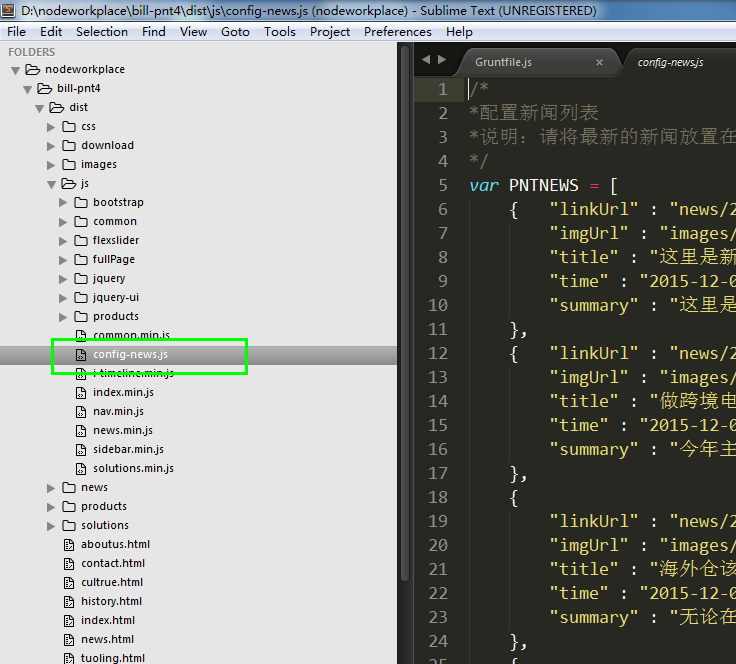 D:\nodeworkplace\bill-pnt4\dist\js\config-news.js (nodeworkplace) - Sublime Text (UNREGISTERED)
File Edit Selection Find View Goto Tools Project Preferences Help
FOLDERS
nodeworkplace
bill-pnt4
dist
css
download
images
js
bootstrap
common
flexslider
fullPage
jquery
jquery-ui
products
common.min.js
config-news.js
i-timeline.min.js
index.min.js
nav.min.js
news.min.js
sidebar.min.js
solutions.min.js
news
products
solutions
aboutus.html
contact.html
cultrue.html
history.html
index.html
news.html
tuoling.html
Gruntfile.js × config-news.js
1 /*
2 *配置新闻列表
3 *说明：请将最新的新闻放置在
4 */
5 var PNTNEWS = [
6 { "linkUrl" : "news/2
7 "imgUrl" : "images/
8 "title" : "这里是新
9 "time" : "2015-12-0
10 "summary" : "这里是
11 },
12 { "linkUrl" : "news/2
13 "imgUrl" : "images/
14 "title" : "做跨境电
15 "time" : "2015-12-0
16 "summary" : "今年主
17 },
18 {
19 "linkUrl" : "news/2
20 "imgUrl" : "images/
21 "title" : "海外仓该
22 "time" : "2015-12-0
23 "summary" : "无论在
24 },
25 {